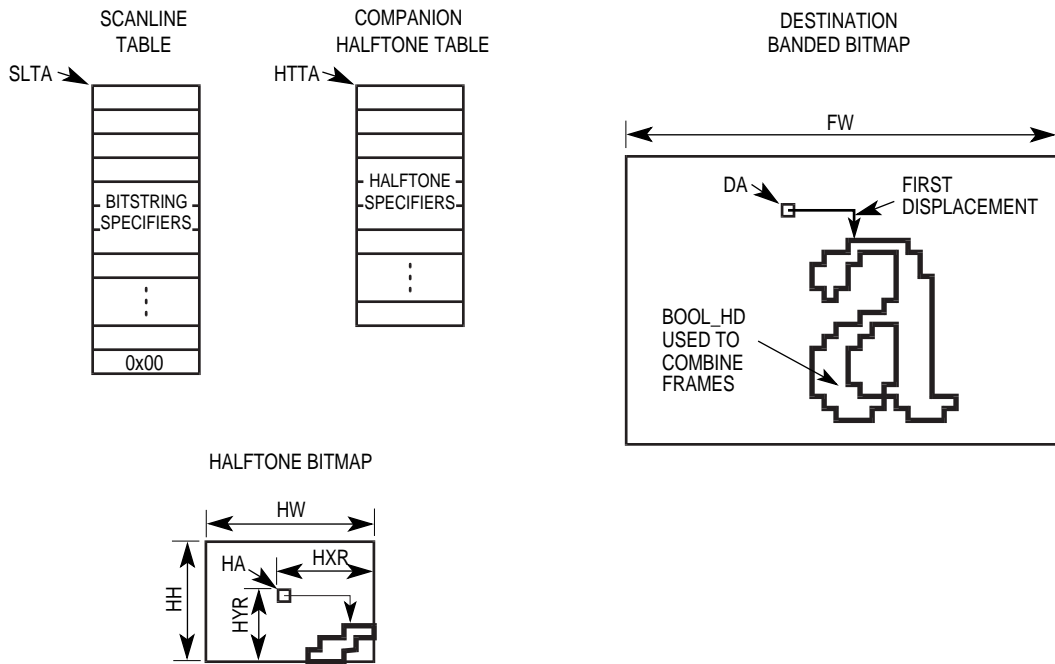 SCANLINE
TABLE
COMPANION
HALFTONE TABLE
DESTINATION
BANDED BITMAP
SLTA
HTTA
FW
BITSTRING
SPECIFIERS
HALFTONE
SPECIFIERS
DA
FIRST
DISPLACEMENT
BOOL_HD
USED TO
COMBINE
FRAMES
0x00
HALFTONE BITMAP
HW
HA
HXR
HH
HYR